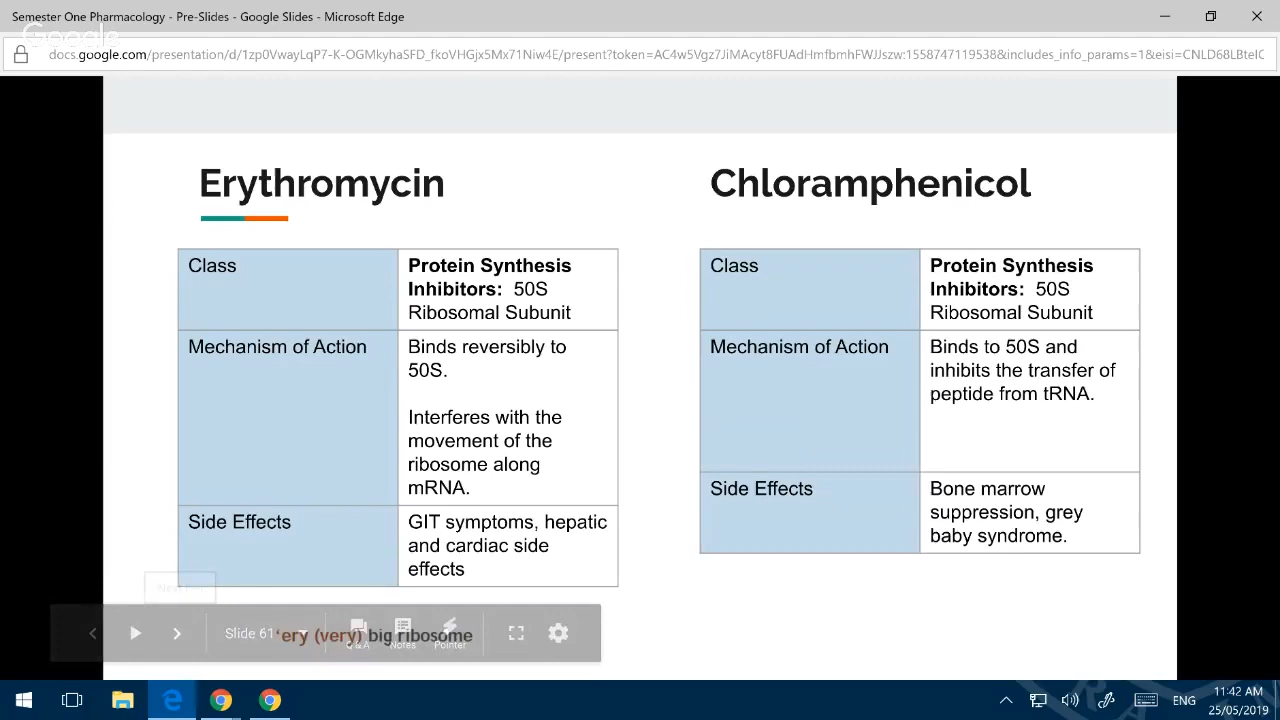 Semester One Pharmacology - Pre-Slides - Google Slides - Microsoft Edge
Google
docs.google.com/presentation/d/1zp0VwayLqP7-K-OGMkyhaSFD_fkoVHGjx5Mx71Niw4E/present?token=AC4w5Vgz7JiMAcyt8FUAdHmfbmhFWJJszw:1558747119538&includes_info_params=1&eisi=CNLD68LBteIC
Erythromycin
Class
Protein Synthesis
Inhibitors: 50S
Ribosomal Subunit
Mechanism of Action
Binds reversibly to
50S.
Interferes with the
movement of the
ribosome along
mRNA.
Side Effects
GIT symptoms, hepatic
and cardiac side
effects
Chloramphenicol
Class
Protein Synthesis
Inhibitors: 50S
Ribosomal Subunit
Mechanism of Action
Binds to 50S and
inhibits the transfer of
peptide from tRNA.
Side Effects
Bone marrow
suppression, grey
baby syndrome.
Slide 61
'ery (very) big ribosome
Q & A
Notes
Pointer
ENG
11:42 AM
25/05/2019